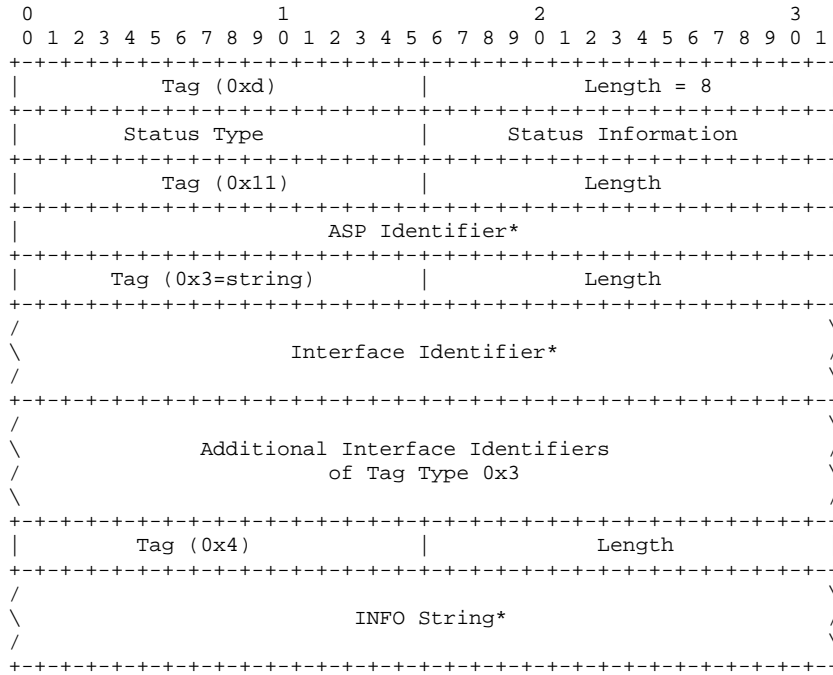 0                   1                   2                   3
 0 1 2 3 4 5 6 7 8 9 0 1 2 3 4 5 6 7 8 9 0 1 2 3 4 5 6 7 8 9 0 1
+-+-+-+-+-+-+-+-+-+-+-+-+-+-+-+-+-+-+-+-+-+-+-+-+-+-+-+-+-+-+-+--
|           Tag (0xd)           |            Length = 8
+-+-+-+-+-+-+-+-+-+-+-+-+-+-+-+-+-+-+-+-+-+-+-+-+-+-+-+-+-+-+-+--
|        Status Type            |      Status Information
+-+-+-+-+-+-+-+-+-+-+-+-+-+-+-+-+-+-+-+-+-+-+-+-+-+-+-+-+-+-+-+--
|           Tag (0x11)          |            Length
+-+-+-+-+-+-+-+-+-+-+-+-+-+-+-+-+-+-+-+-+-+-+-+-+-+-+-+-+-+-+-+--
|                        ASP Identifier*
+-+-+-+-+-+-+-+-+-+-+-+-+-+-+-+-+-+-+-+-+-+-+-+-+-+-+-+-+-+-+-+--
|       Tag (0x3=string)        |            Length
+-+-+-+-+-+-+-+-+-+-+-+-+-+-+-+-+-+-+-+-+-+-+-+-+-+-+-+-+-+-+-+--
/                                                               \
\                     Interface Identifier*                     /
/                                                               \
+-+-+-+-+-+-+-+-+-+-+-+-+-+-+-+-+-+-+-+-+-+-+-+-+-+-+-+-+-+-+-+--
/                                                               \
\              Additional Interface Identifiers                 /
/                        of Tag Type 0x3                        \
\                                                               /
+-+-+-+-+-+-+-+-+-+-+-+-+-+-+-+-+-+-+-+-+-+-+-+-+-+-+-+-+-+-+-+--
|         Tag (0x4)             |             Length
+-+-+-+-+-+-+-+-+-+-+-+-+-+-+-+-+-+-+-+-+-+-+-+-+-+-+-+-+-+-+-+--
/                                                               \
\                          INFO String*                         /
/                                                               \
+-+-+-+-+-+-+-+-+-+-+-+-+-+-+-+-+-+-+-+-+-+-+-+-+-+-+-+-+-+-+-+--